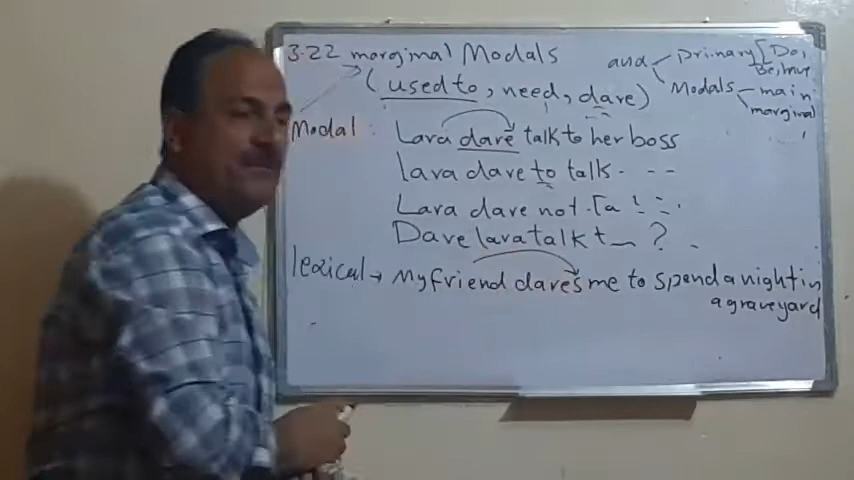 3.22 marginal Modals
(used to, need, dare)
and primary [Do,
Be, have
Modals main
marginal
Modal: Lara dare talk to her boss
lara dare to talk. - - -
Lara dare not.
Dave lara talk t ?
lexical → My friend dares me to spend a night in
a graveyard